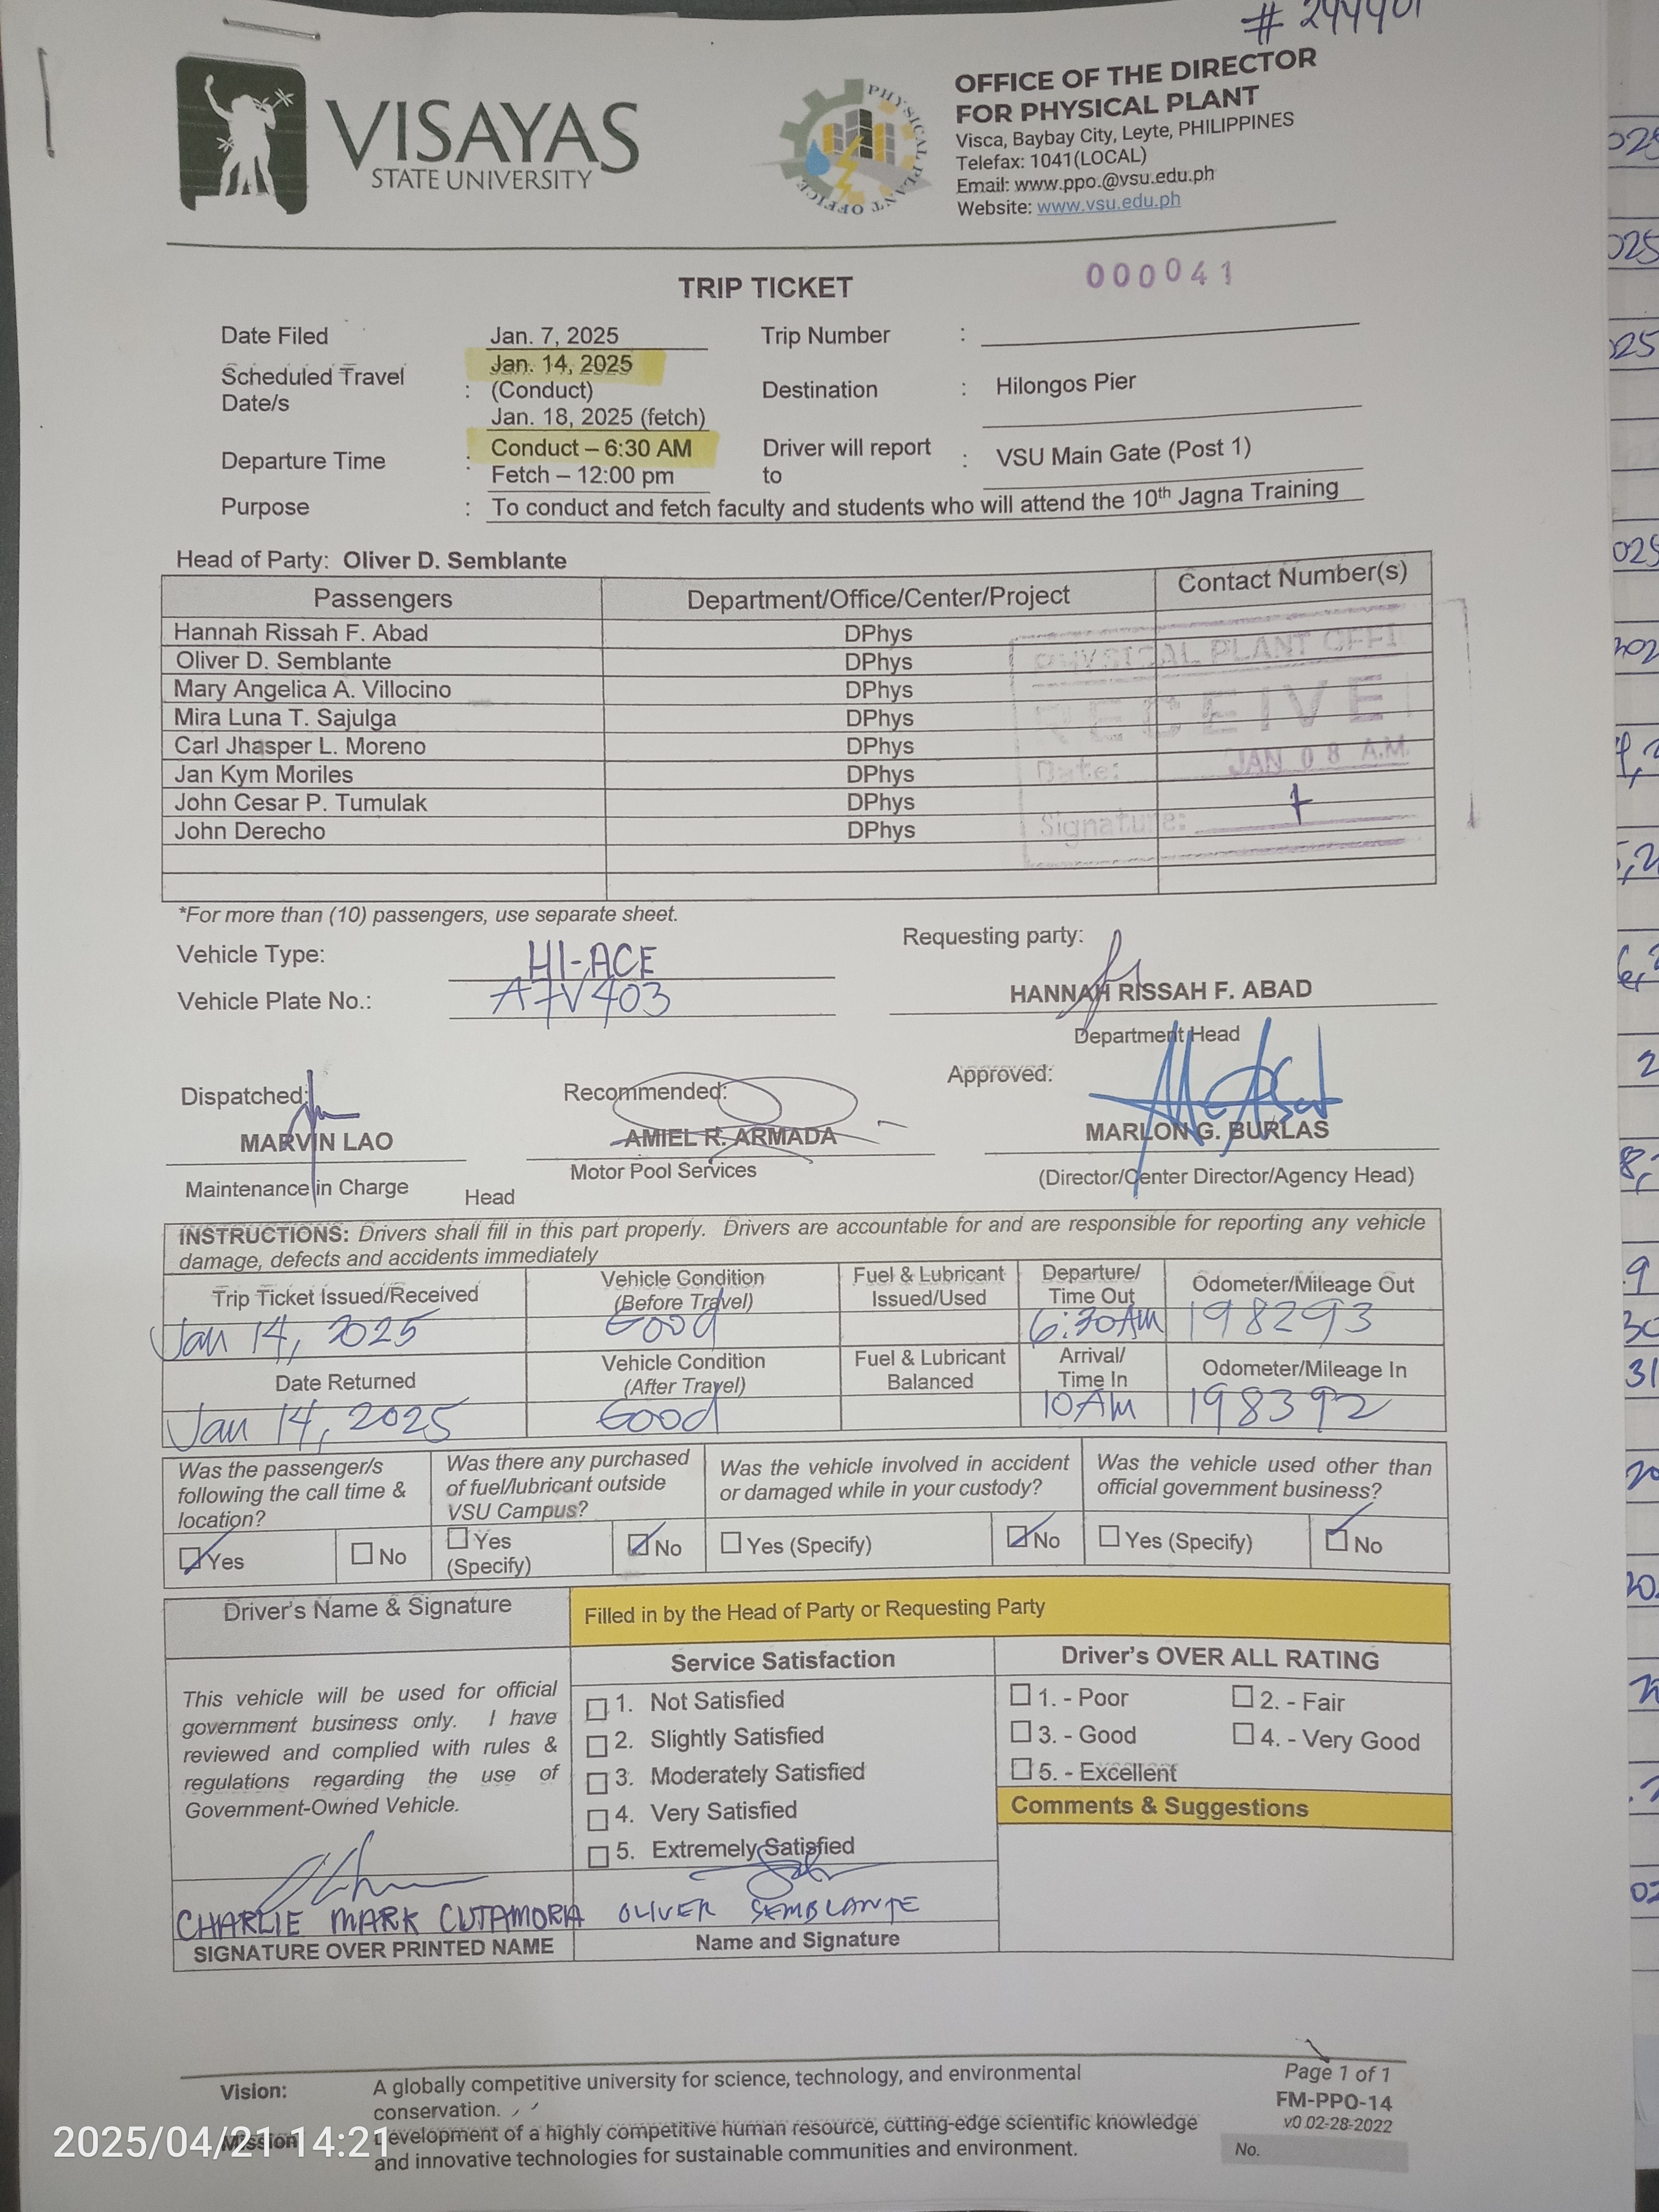 # 244401
VISAYAS
STATE UNIVERSITY
PHYSICAL PLANT OFFICE
OFFICE OF THE DIRECTOR
FOR PHYSICAL PLANT
Visca, Baybay City, Leyte, PHILIPPINES
Telefax: 1041(LOCAL)
Email: www.ppo.@vsu.edu.ph
Website: www.vsu.edu.ph
TRIP TICKET
000041
Date Filed Jan. 7, 2025 Trip Number :
Scheduled Travel Date/s : Jan. 14, 2025 (Conduct) Jan. 18, 2025 (fetch) Destination : Hilongos Pier
Departure Time : Conduct – 6:30 AM Fetch – 12:00 pm Driver will report to : VSU Main Gate (Post 1)
Purpose : To conduct and fetch faculty and students who will attend the 10th Jagna Training
Head of Party: Oliver D. Semblante
Passengers Department/Office/Center/Project Contact Number(s)
Hannah Rissah F. Abad DPhys
Oliver D. Semblante DPhys
Mary Angelica A. Villocino DPhys
Mira Luna T. Sajulga DPhys
Carl Jhasper L. Moreno DPhys
Jan Kym Moriles DPhys
John Cesar P. Tumulak DPhys
John Derecho DPhys
PHYSICAL PLANT OFFI
RECEIVE
Date: JAN 08 A.M.
Signature:
*For more than (10) passengers, use separate sheet.
Vehicle Type: HI-ACE
Vehicle Plate No.: A7V403
Requesting party:
HANNAH RISSAH F. ABAD
Department Head
Dispatched: Recommended: Approved:
MARVIN LAO AMIEL R. ARMADA MARLON G. BURLAS
Maintenance in Charge Head Motor Pool Services (Director/Center Director/Agency Head)
INSTRUCTIONS: Drivers shall fill in this part properly. Drivers are accountable for and are responsible for reporting any vehicle
damage, defects and accidents immediately
Trip Ticket Issued/Received Vehicle Condition (Before Travel) Fuel & Lubricant Issued/Used Departure/ Time Out Odometer/Mileage Out
Jan 14, 2025 Good 6:30AM 198293
Date Returned Vehicle Condition (After Travel) Fuel & Lubricant Balanced Arrival/ Time In Odometer/Mileage In
Jan 14, 2025 Good 10AM 198392
Was the passenger/s following the call time & location?
Was there any purchased of fuel/lubricant outside VSU Campus?
Was the vehicle involved in accident or damaged while in your custody?
Was the vehicle used other than official government business?
Yes No Yes (Specify) No Yes (Specify) No Yes (Specify) No
Driver's Name & Signature Filled in by the Head of Party or Requesting Party
This vehicle will be used for official
government business only. I have
reviewed and complied with rules &
regulations regarding the use of
Government-Owned Vehicle.
Service Satisfaction
1. Not Satisfied
2. Slightly Satisfied
3. Moderately Satisfied
4. Very Satisfied
5. Extremely Satisfied
Driver's OVER ALL RATING
1. - Poor 2. - Fair
3. - Good 4. - Very Good
5. - Excellent
Comments & Suggestions
CHARLIE MARK CUTAMORA OLIVER SEMBLANTE
SIGNATURE OVER PRINTED NAME Name and Signature
Vision: A globally competitive university for science, technology, and environmental
conservation.
Mission Development of a highly competitive human resource, cutting-edge scientific knowledge
and innovative technologies for sustainable communities and environment.
Page 1 of 1
FM-PPO-14
v0 02-28-2022
No.
2025/04/21 14:21